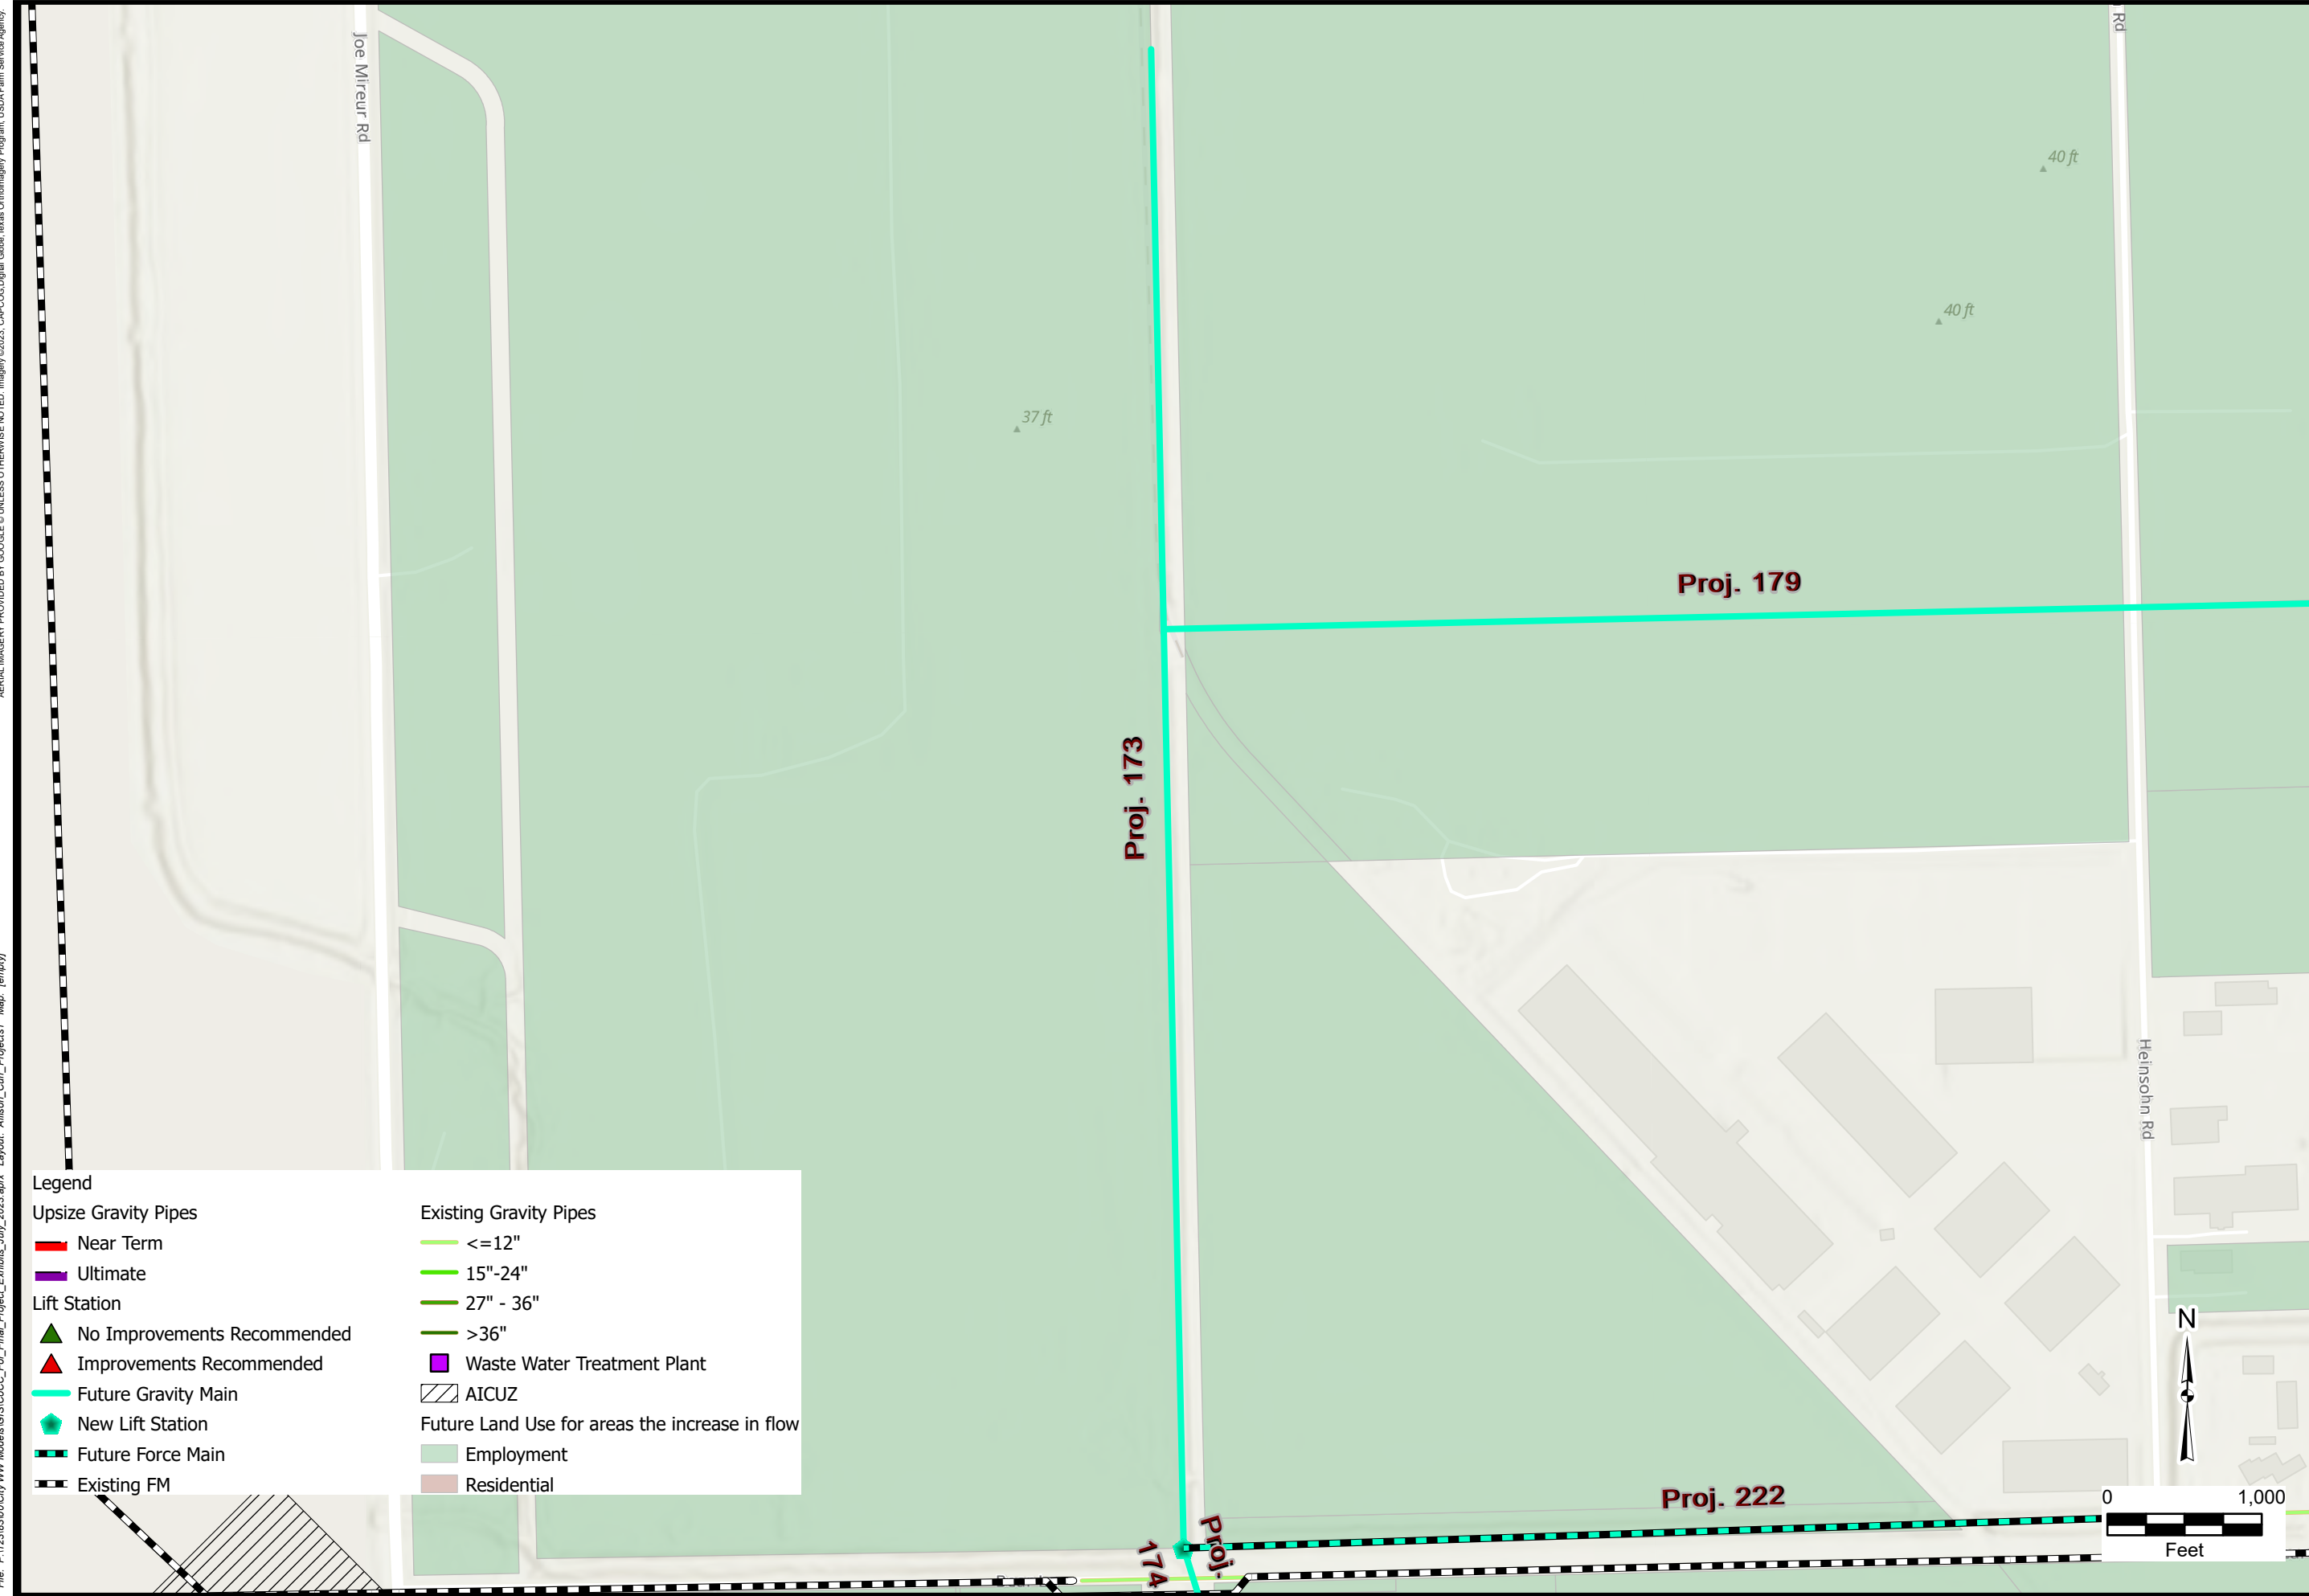 Joe Mireur Rd
Rd
40 ft
40 ft
37 ft
Proj. 179
Proj. 173
Heinsohn Rd
Proj. 222
Proj.
174
N
0 1,000
Feet
Legend
Upsize Gravity Pipes
Near Term
Ultimate
Lift Station
No Improvements Recommended
Improvements Recommended
Future Gravity Main
New Lift Station
Future Force Main
Existing FM
Existing Gravity Pipes
<=12"
15"-24"
27" - 36"
>36"
Waste Water Treatment Plant
AICUZ
Future Land Use for areas the increase in flow
Employment
Residential